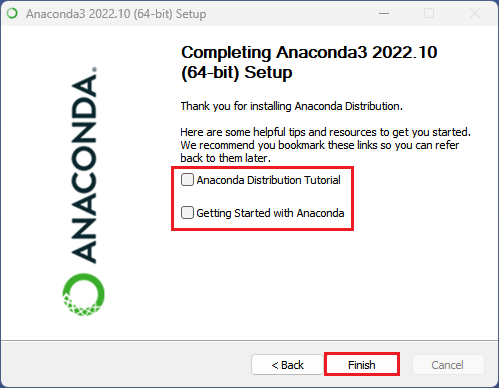 Anaconda3 2022.10 (64-bit) Setup
Completing Anaconda3 2022.10
(64-bit) Setup
Thank you for installing Anaconda Distribution.
Here are some helpful tips and resources to get you started.
We recommend you bookmark these links so you can refer
back to them later.
Anaconda Distribution Tutorial
Getting Started with Anaconda
ANACONDA.
< Back
Finish
Cancel